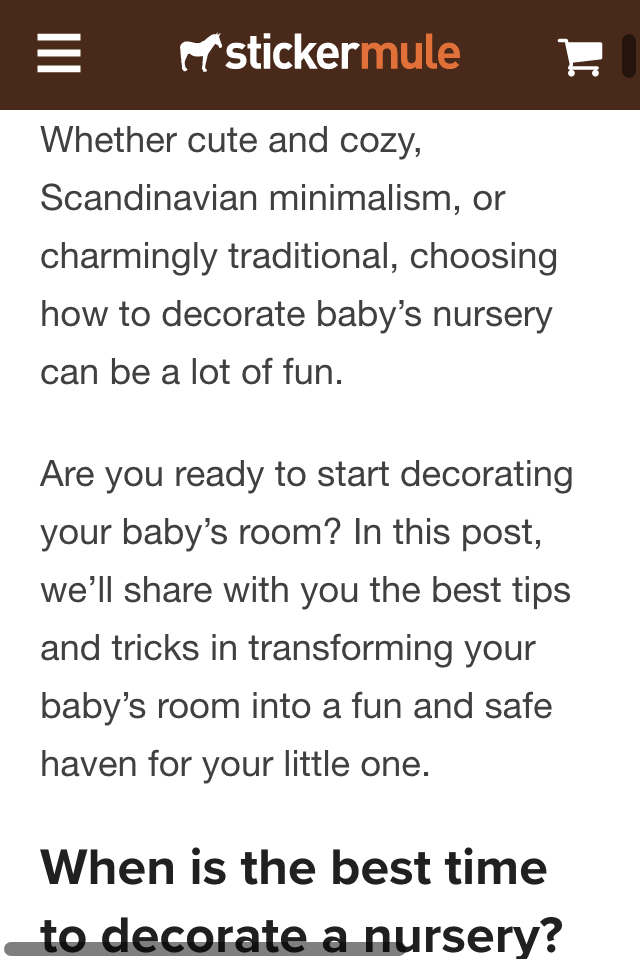 stickermule
Whether cute and cozy,
Scandinavian minimalism, or
charmingly traditional, choosing
how to decorate baby’s nursery
can be a lot of fun.
Are you ready to start decorating
your baby’s room? In this post,
we’ll share with you the best tips
and tricks in transforming your
baby’s room into a fun and safe
haven for your little one.
When is the best time
to decorate a nursery?